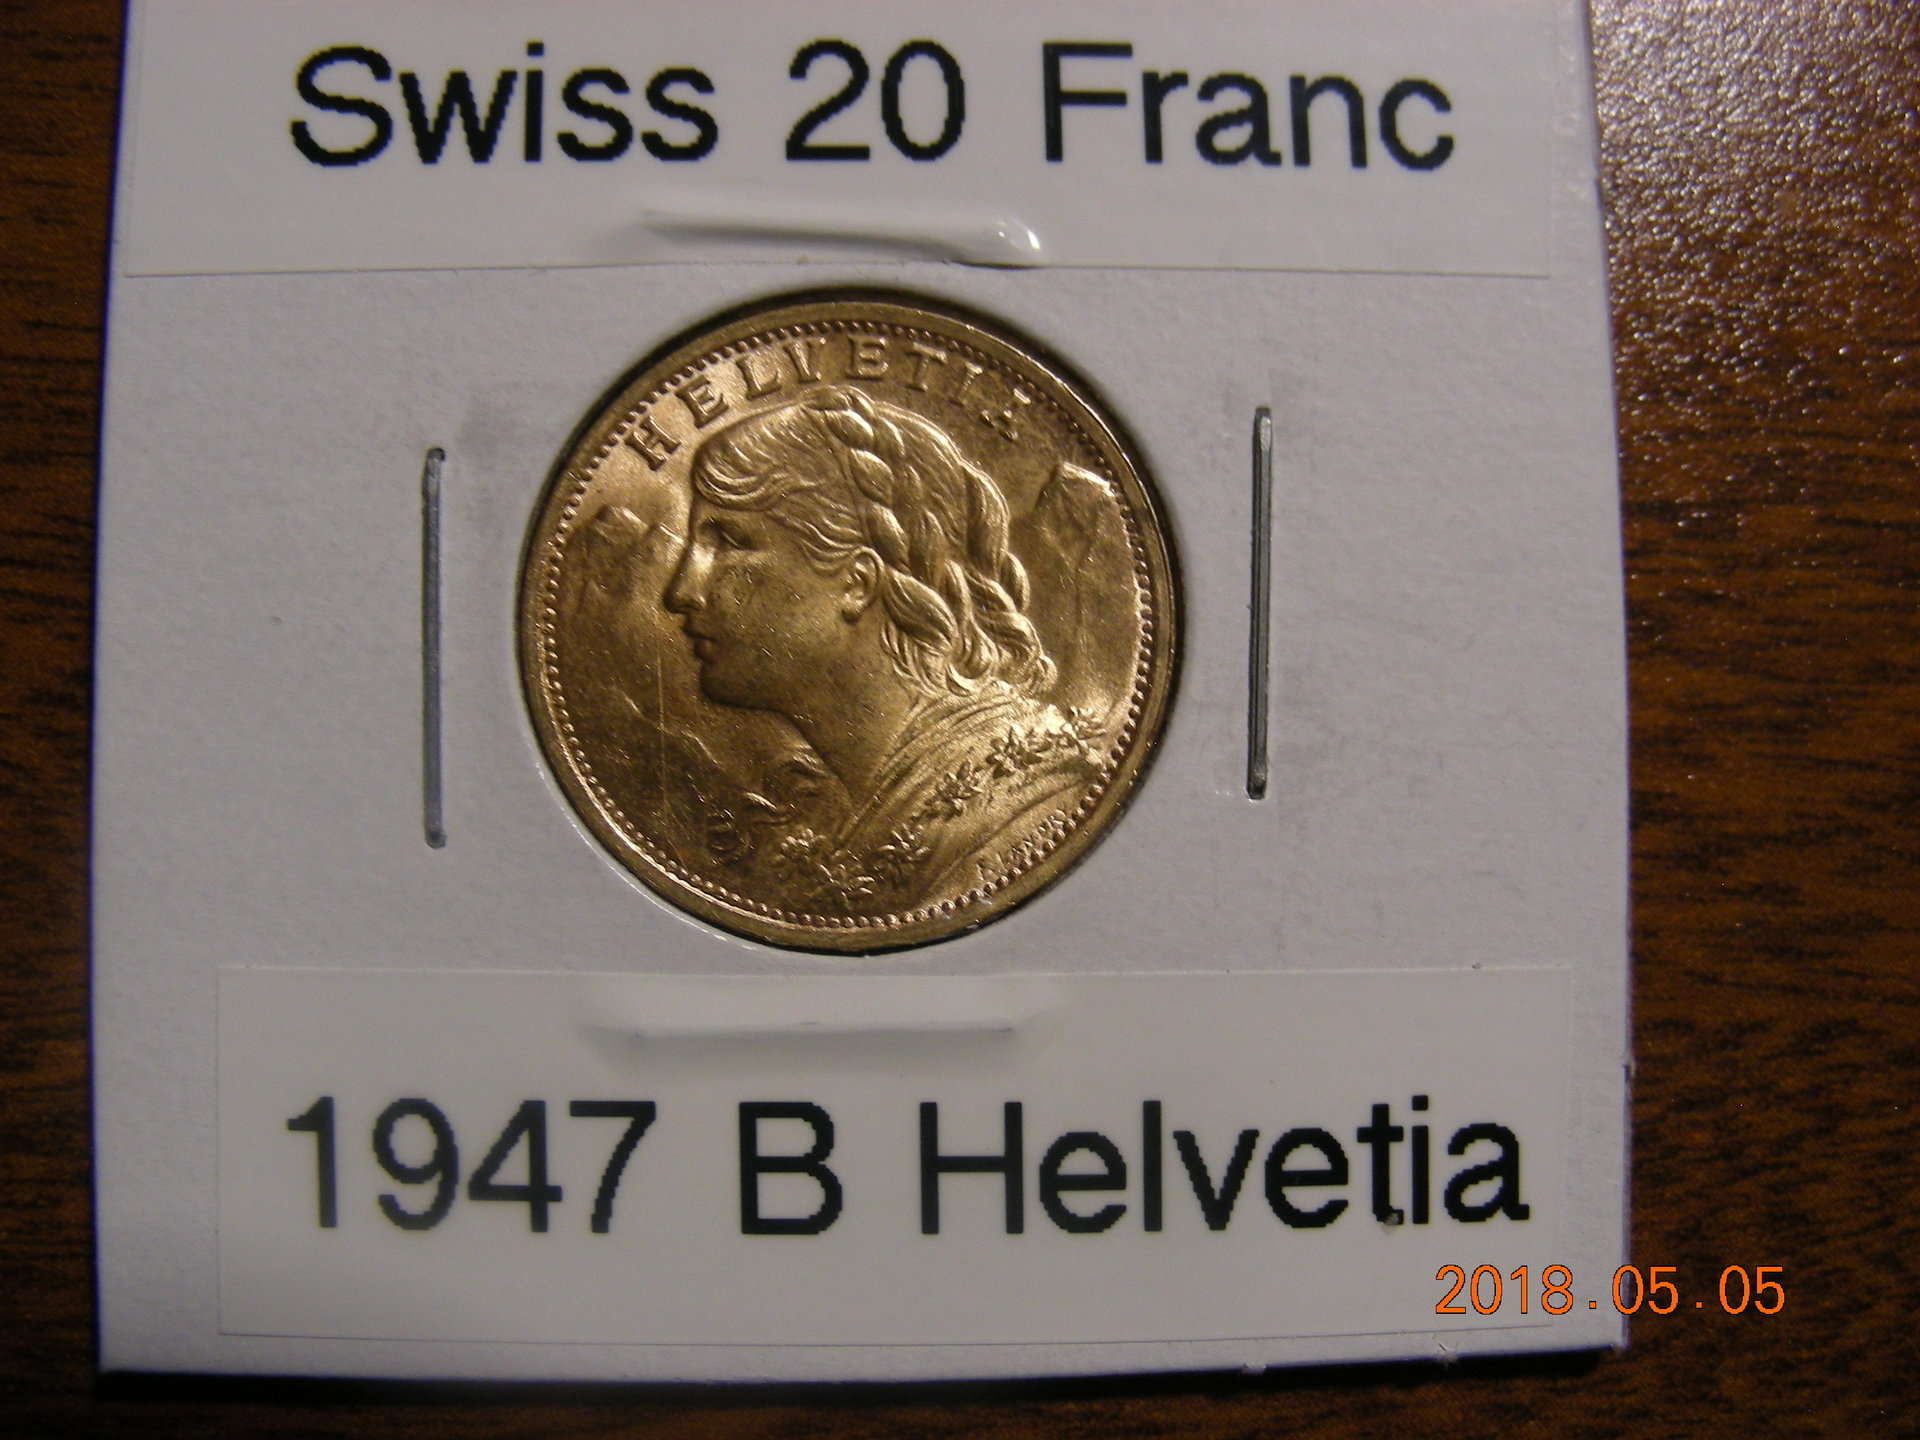 Swiss 20 Franc
HELVETIA
1947 B Helvetia
2018.05.05